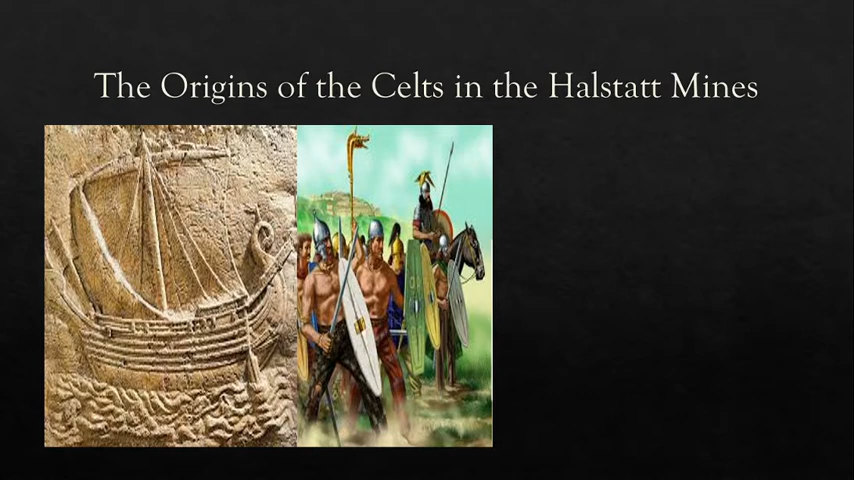 The Origins of the Celts in the Halstatt Mines